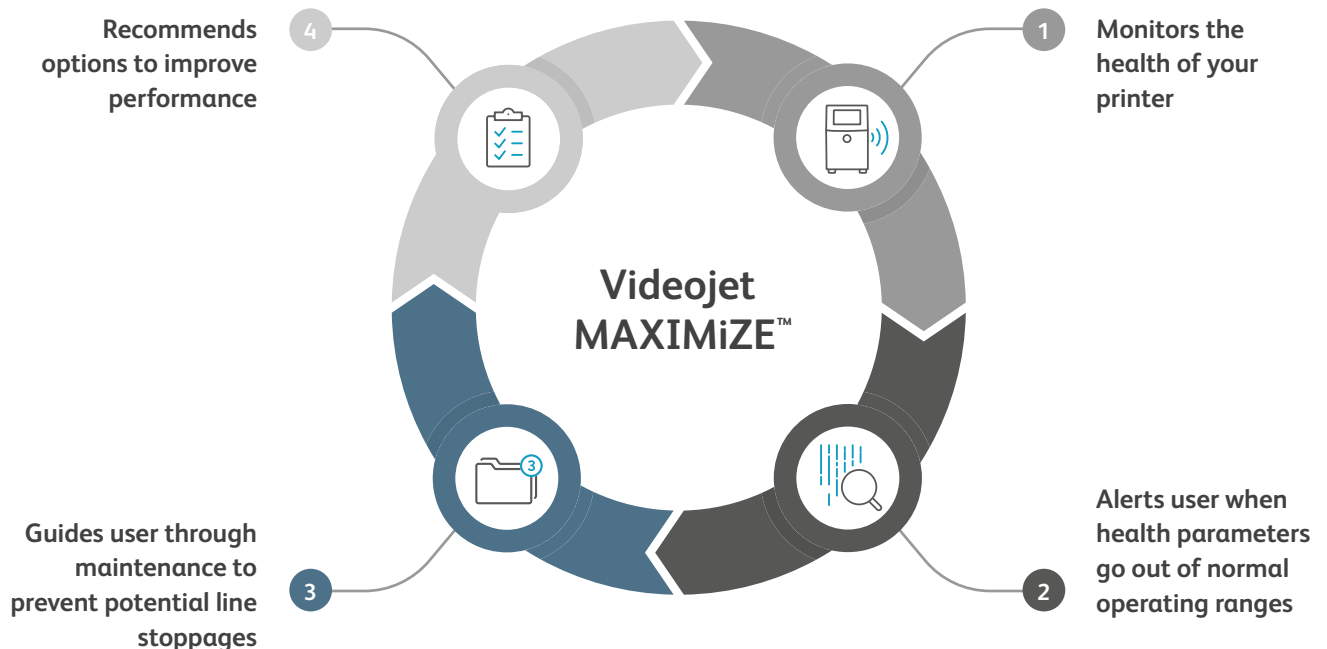 4
Recommends
options to improve
performance
1
Monitors the
health of your
printer
Videojet
MAXIMiZE™
3
Guides user through
maintenance to
prevent potential line
stoppages
3
2
Alerts user when
health parameters
go out of normal
operating ranges